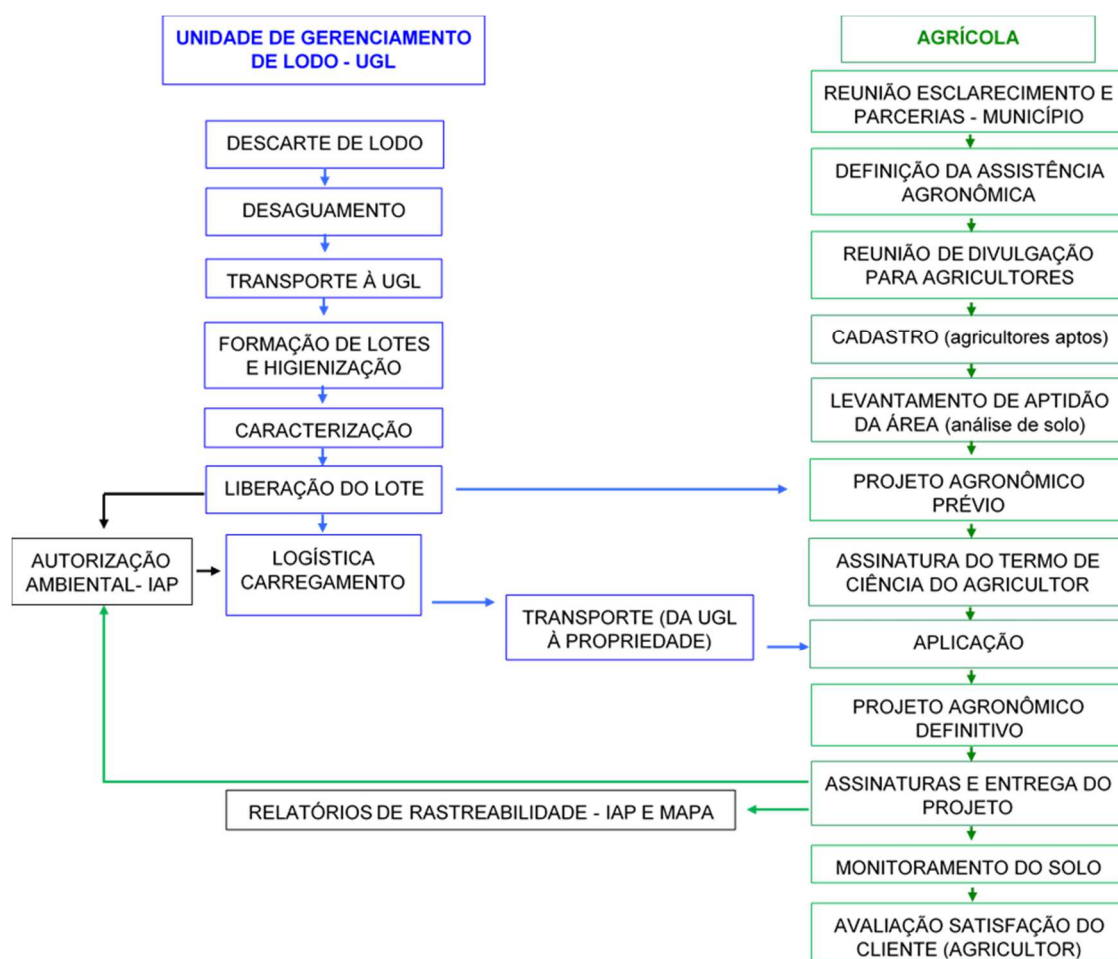 UNIDADE DE GERENCIAMENTO
DE LODO - UGL
DESCARTE DE LODO
DESAGUAMENTO
TRANSPORTE À UGL
FORMAÇÃO DE LOTES
E HIGIENIZAÇÃO
CARACTERIZAÇÃO
LIBERAÇÃO DO LOTE
AUTORIZAÇÃO
AMBIENTAL- IAP
LOGÍSTICA
CARREGAMENTO
TRANSPORTE (DA UGL
À PROPRIEDADE)
RELATÓRIOS DE RASTREABILIDADE - IAP E MAPA
AGRÍCOLA
REUNIÃO ESCLARECIMENTO E
PARCERIAS - MUNICÍPIO
DEFINIÇÃO DA ASSISTÊNCIA
AGRONÔMICA
REUNIÃO DE DIVULGAÇÃO
PARA AGRICULTORES
CADASTRO (agricultores aptos)
LEVANTAMENTO DE APTIDÃO
DA ÁREA (análise de solo)
PROJETO AGRONÔMICO
PRÉVIO
ASSINATURA DO TERMO DE
CIÊNCIA DO AGRICULTOR
APLICAÇÃO
PROJETO AGRONÔMICO
DEFINITIVO
ASSINATURAS E ENTREGA DO
PROJETO
MONITORAMENTO DO SOLO
AVALIAÇÃO SATISFAÇÃO DO
CLIENTE (AGRICULTOR)